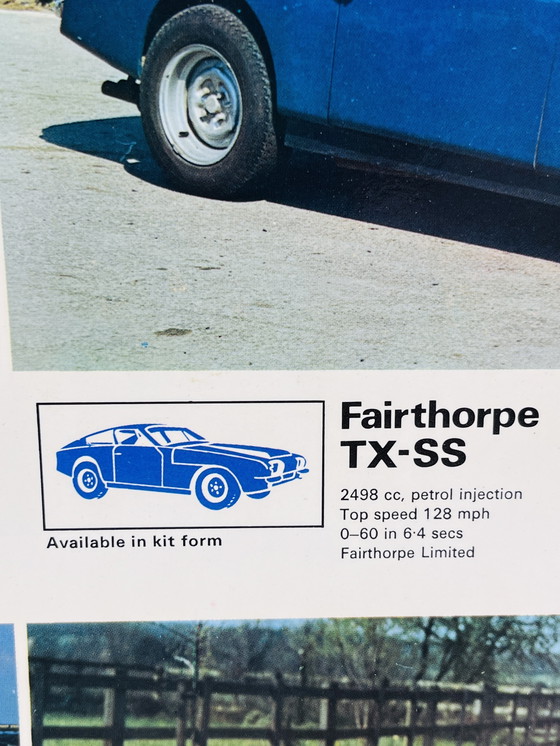 Fairthorpe
TX-SS
2498 cc, petrol injection
Top speed 128 mph
0–60 in 6·4 secs
Fairthorpe Limited
Available in kit form